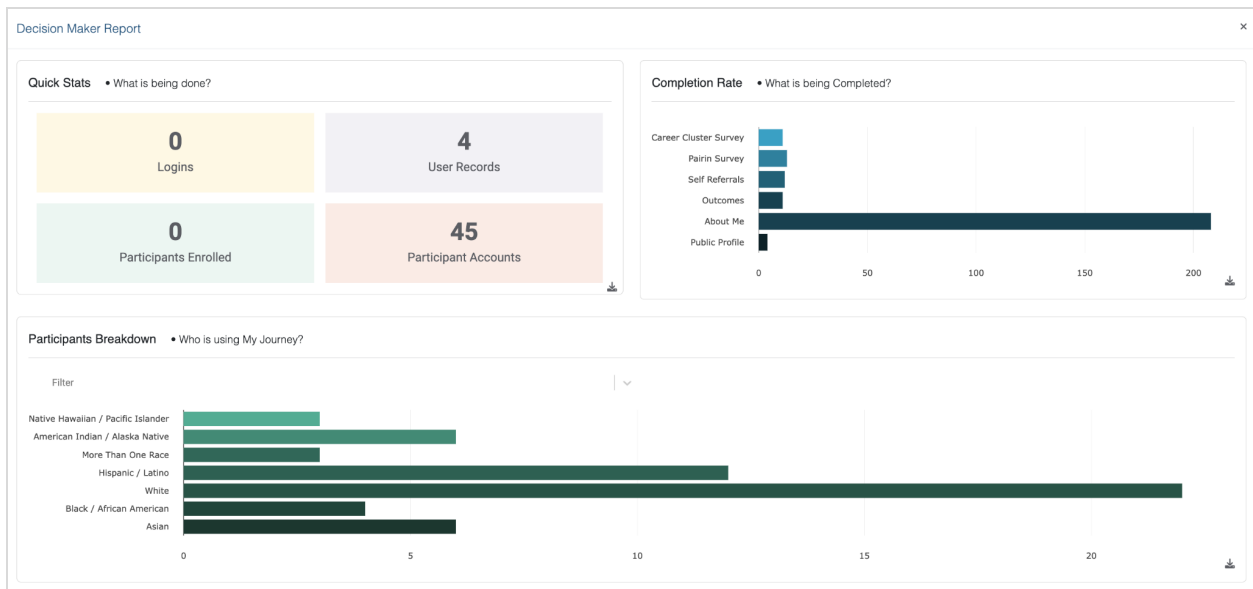 Decision Maker Report ×
Quick Stats • What is being done?
0
Logins
4
User Records
0
Participants Enrolled
45
Participant Accounts
Completion Rate • What is being Completed?
Career Cluster Survey
Pairin Survey
Self Referrals
Outcomes
About Me
Public Profile
0 50 100 150 200
Participants Breakdown • Who is using My Journey?
Filter
Native Hawaiian / Pacific Islander
American Indian / Alaska Native
More Than One Race
Hispanic / Latino
White
Black / African American
Asian
0 5 10 15 20